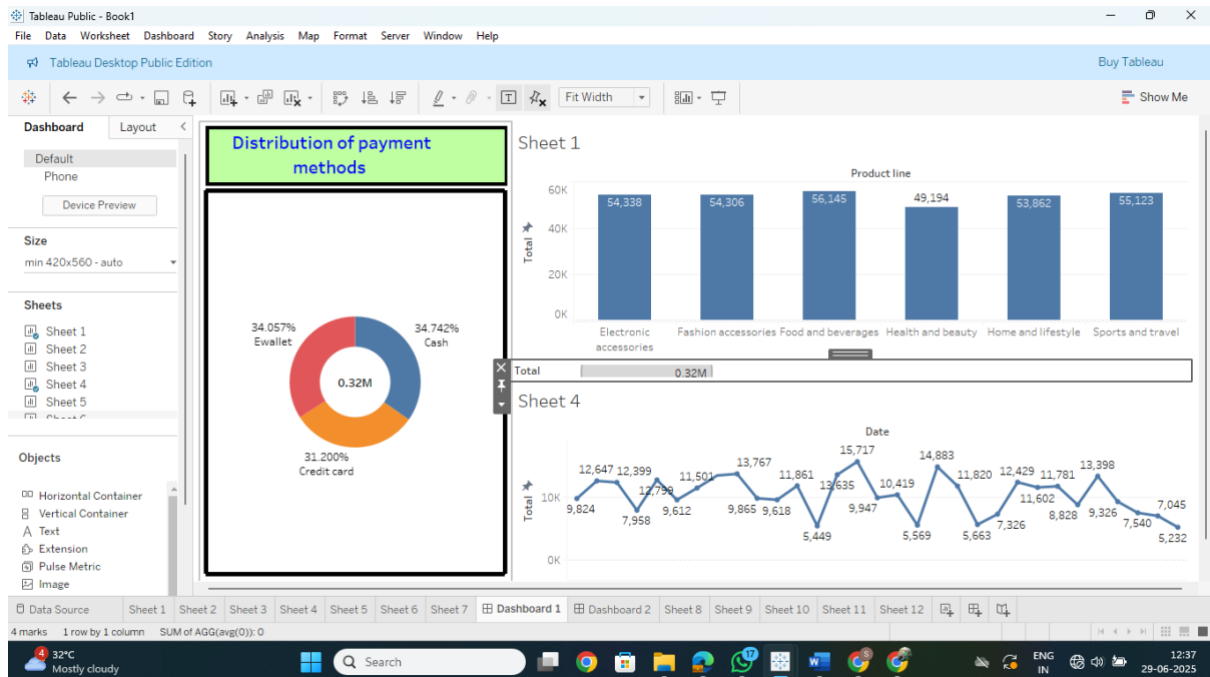 Tableau Public - Book1
File Data Worksheet Dashboard Story Analysis Map Format Server Window Help
Tableau Desktop Public Edition
Buy Tableau
Fit Width
Show Me
Dashboard Layout
Default
Phone
Device Preview
Size
min 420x560 - auto
Sheets
Sheet 1
Sheet 2
Sheet 3
Sheet 4
Sheet 5
Objects
Horizontal Container
Vertical Container
A Text
Extension
Pulse Metric
Image
Distribution of payment
methods
34.057%
Ewallet
34.742%
Cash
0.32M
31.200%
Credit card
Sheet 1
Product line
Total
60K
40K
20K
0K
54,338
54,306
56,145
49,194
53,862
55,123
Electronic
accessories
Fashion accessories
Food and beverages
Health and beauty
Home and lifestyle
Sports and travel
Total
0.32M
Sheet 4
Date
Total
10K
0K
9,824
12,647
12,399
7,958
12,799
9,612
11,501
13,767
9,865
9,618
11,861
5,449
13,635
15,717
9,947
10,419
5,569
14,883
11,820
5,663
7,326
12,429
11,602
11,781
8,828
13,398
9,326
7,540
7,045
5,232
Data Source Sheet 1 Sheet 2 Sheet 3 Sheet 4 Sheet 5 Sheet 6 Sheet 7 Dashboard 1 Dashboard 2 Sheet 8 Sheet 9 Sheet 10 Sheet 11 Sheet 12
4 marks 1 row by 1 column SUM of AGG(avg(0)): 0
4
32°C
Mostly cloudy
Search
17
ENG
IN
12:37
29-06-2025